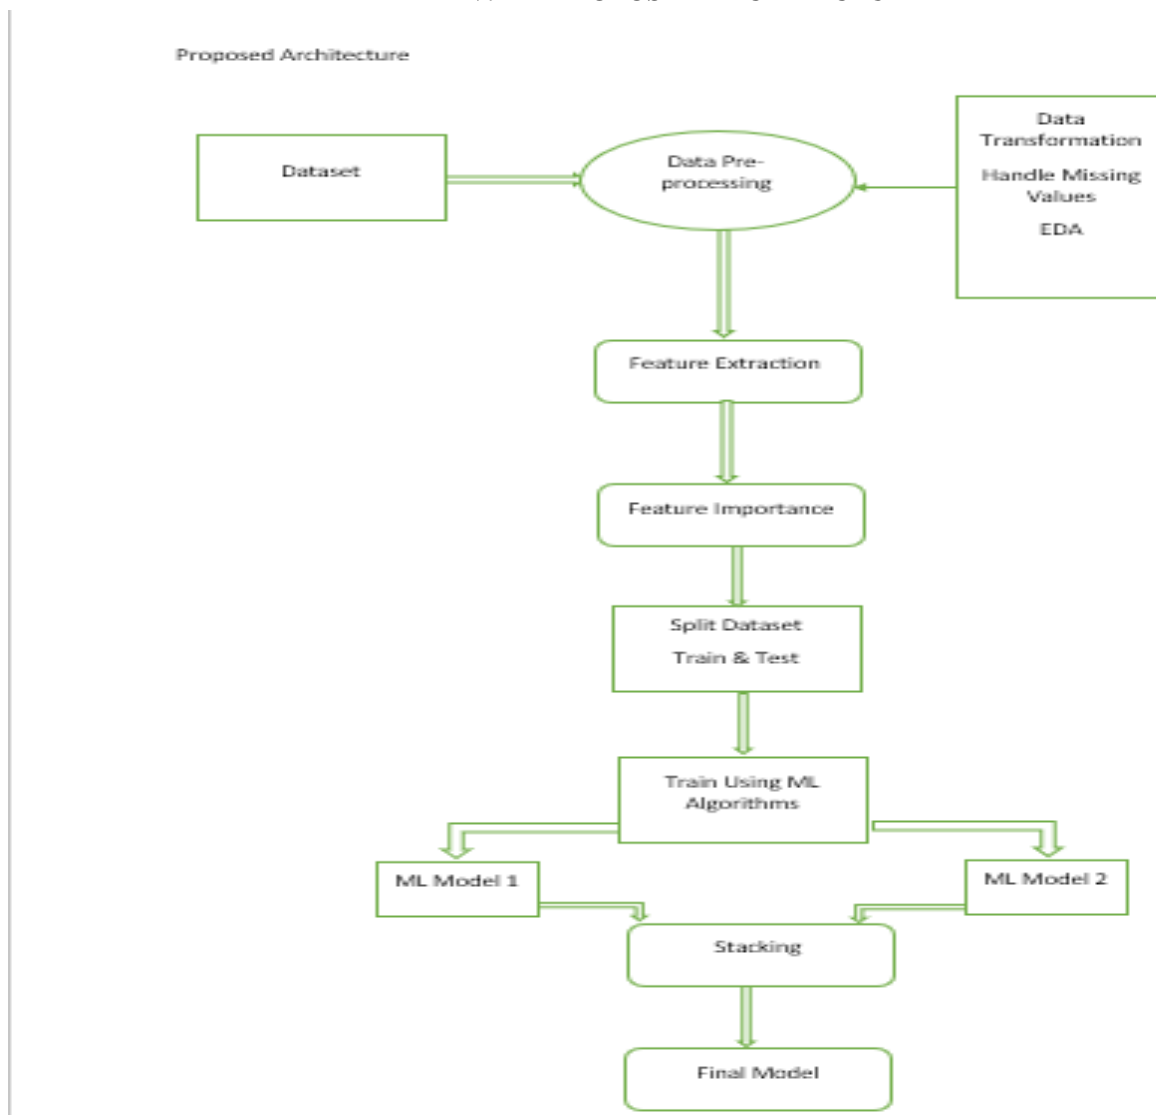 Proposed Architecture
Dataset
Data Pre-
processing
Data
Transformation
Handle Missing
Values
EDA
Feature Extraction
Feature Importance
Split Dataset
Train & Test
Train Using ML
Algorithms
ML Model 1
ML Model 2
Stacking
Final Model